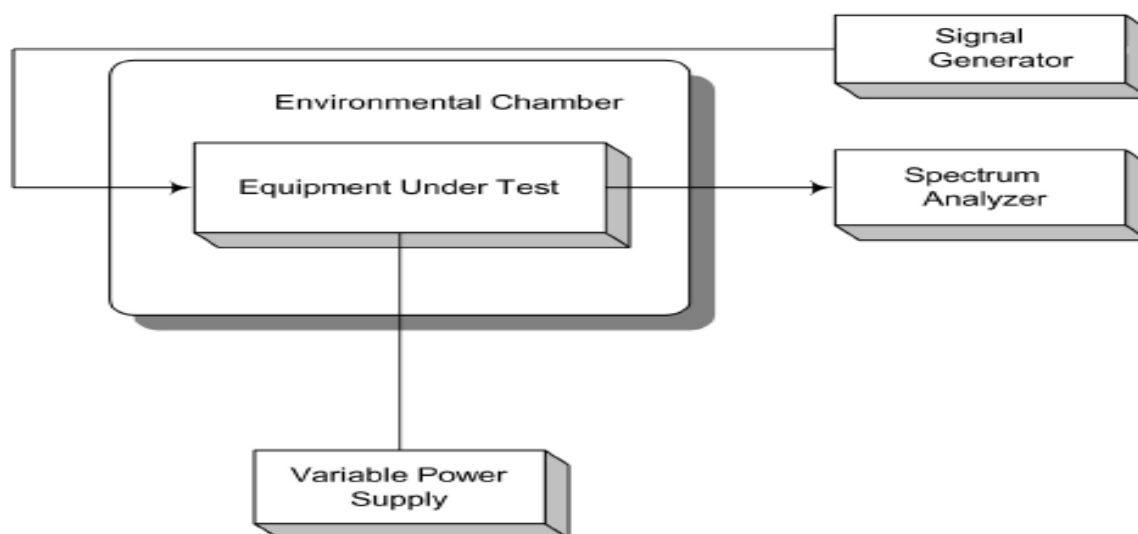 Signal
Generator
Environmental Chamber
Equipment Under Test
Spectrum
Analyzer
Variable Power
Supply